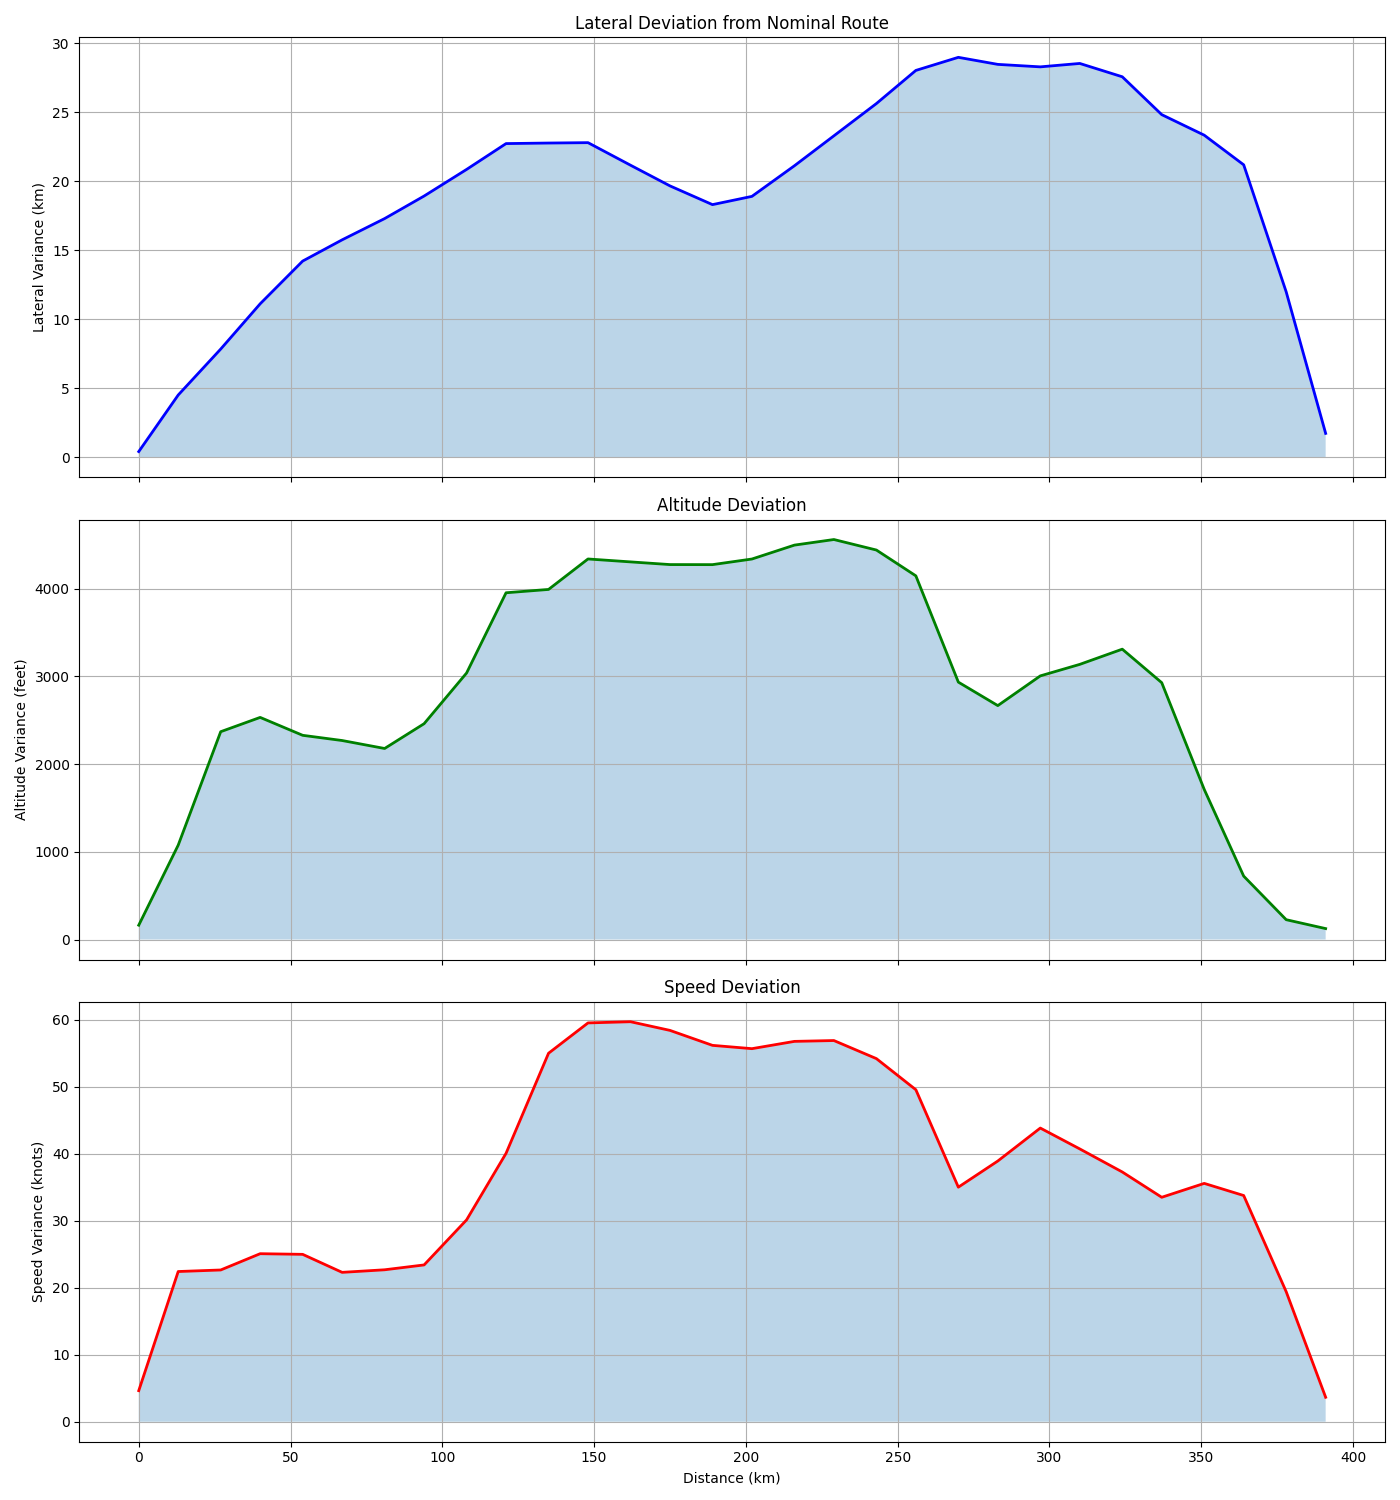 Lateral Deviation from Nominal Route
30
25
20
15
10
5
0
Lateral Variance (km)
Altitude Deviation
4000
3000
2000
1000
0
Altitude Variance (feet)
Speed Deviation
60
50
40
30
20
10
0
Speed Variance (knots)
0 50 100 150 200 250 300 350 400
Distance (km)